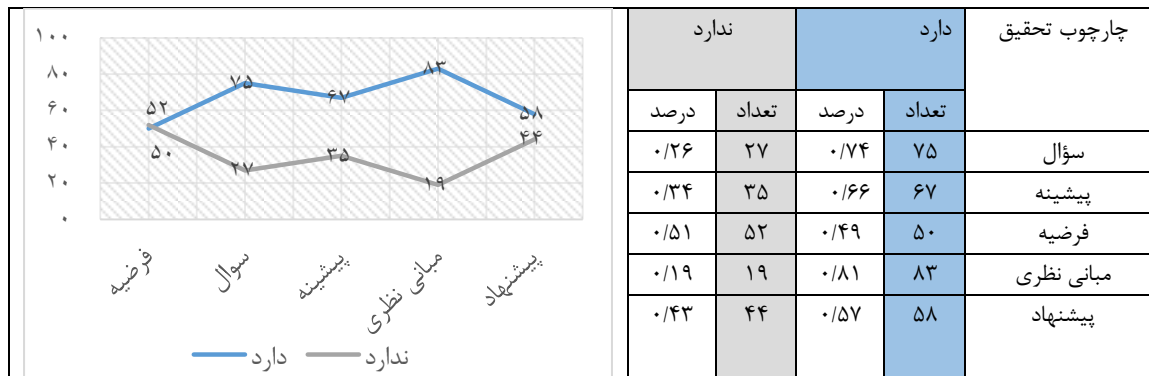 چارچوب تحقیق دارد ندارد
تعداد درصد تعداد درصد
سؤال ۷۵ ۰/۷۴ ۲۷ ۰/۲۶
پیشینه ۶۷ ۰/۶۶ ۳۵ ۰/۳۴
فرضیه ۵۰ ۰/۴۹ ۵۲ ۰/۵۱
مبانی نظری ۸۳ ۰/۸۱ ۱۹ ۰/۱۹
پیشنهاد ۵۸ ۰/۵۷ ۴۴ ۰/۴۳
۱۰۰
۸۰
۶۰
۴۰
۲۰
۰
۵۰ ۷۵ ۶۷ ۸۳ ۵۸
۵۲ ۲۷ ۳۵ ۱۹ ۴۴
فرضیه سوال پیشینه مبانی نظری پیشنهاد
دارد ندارد